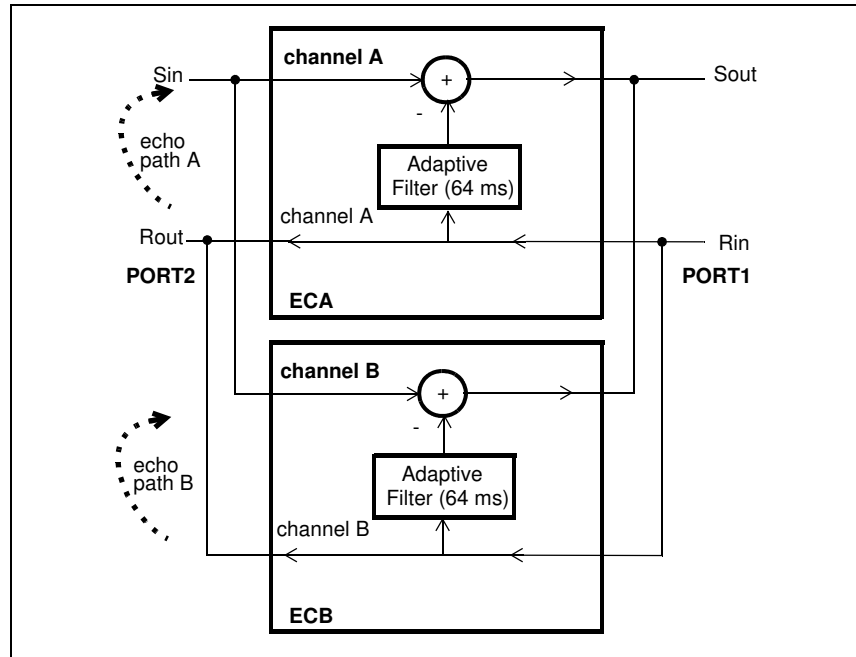 channel A
Sin
+
Sout
-
echo
path A
Adaptive
Filter (64 ms)
channel A
Rout
Rin
PORT2
PORT1
ECA
channel B
+
-
echo
path B
Adaptive
Filter (64 ms)
channel B
ECB